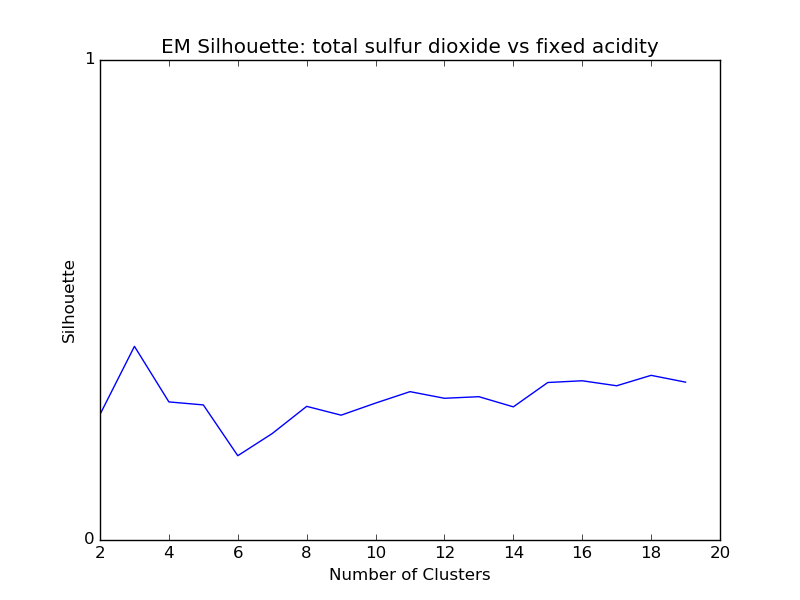 EM Silhouette: total sulfur dioxide vs fixed acidity
1
Silhouette
0
2 4 6 8 10 12 14 16 18 20
Number of Clusters